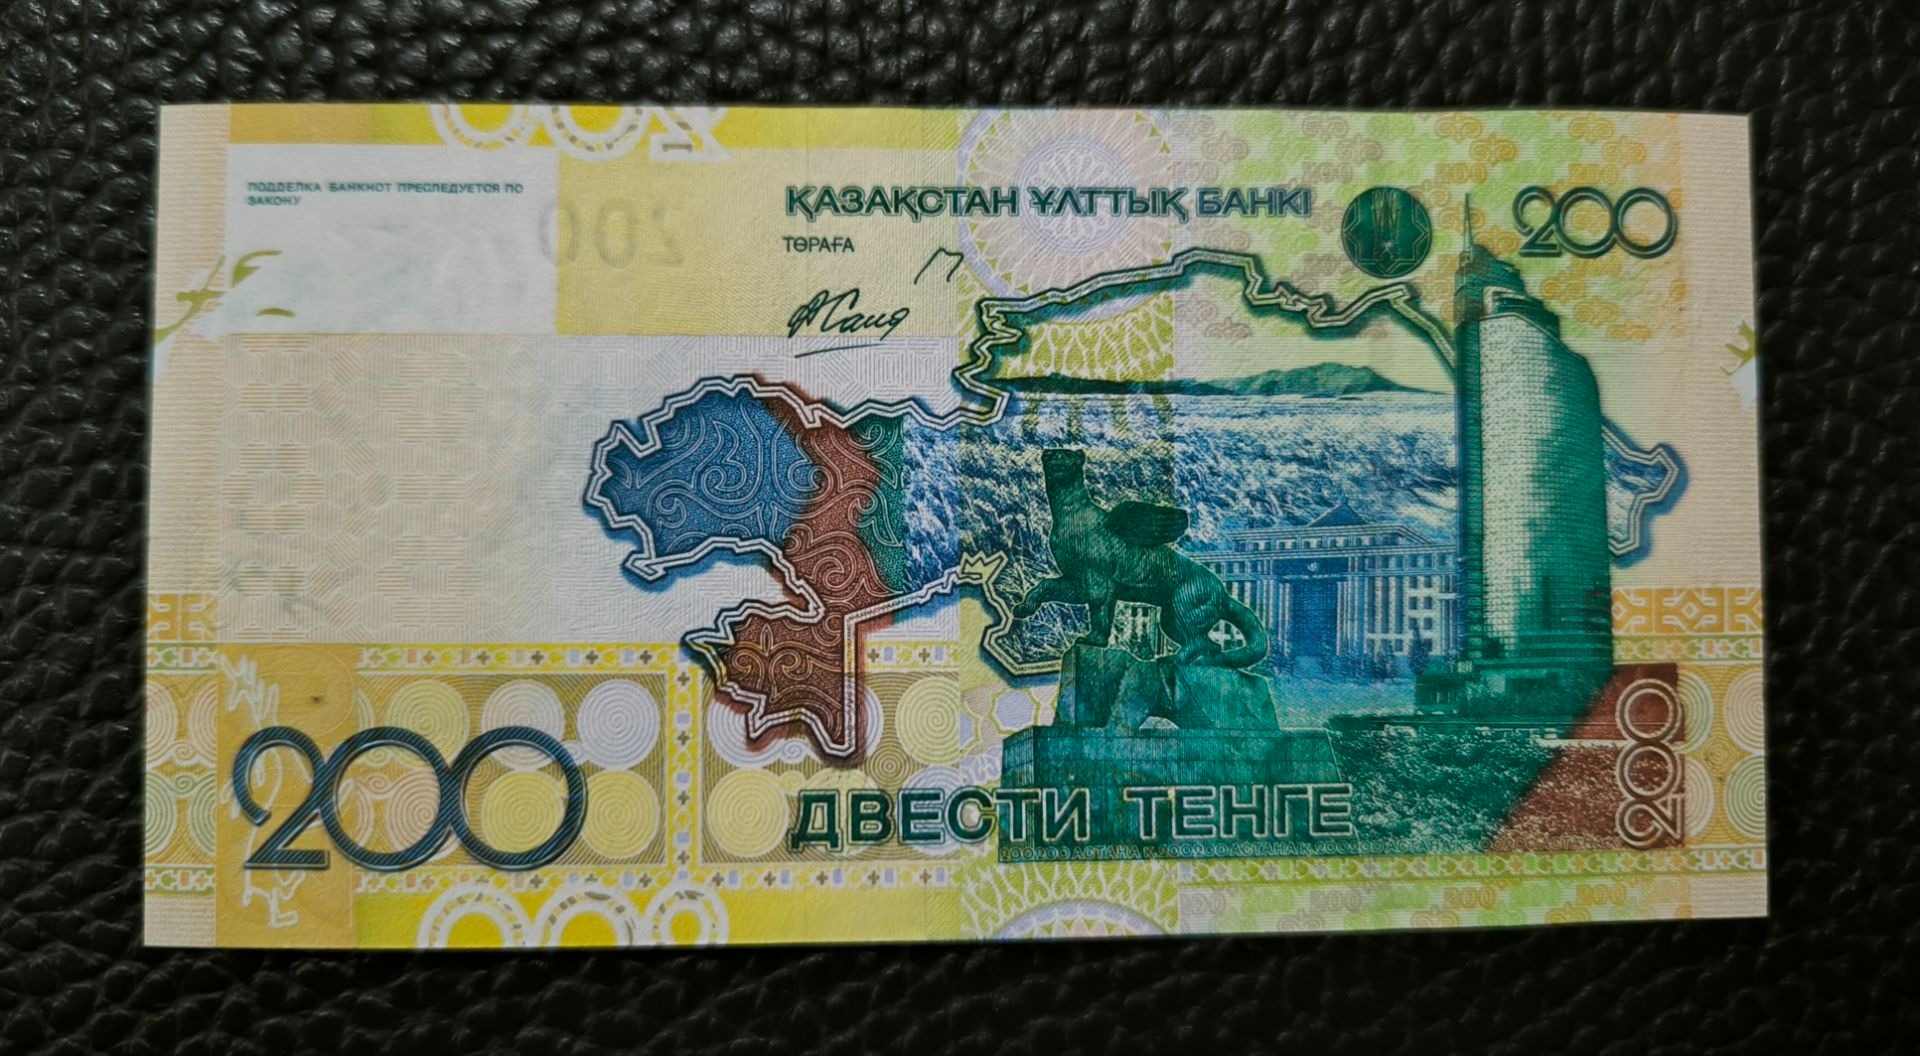 ПОДДЕЛКА БАНКНОТ ПРЕСЛЕДУЕТСЯ ПО
ЗАКОНУ
ҚАЗАҚСТАН ҰЛТТЫҚ БАНКІ
ТӨРАҒА
200
200
200
ДВЕСТИ ТЕНГЕ